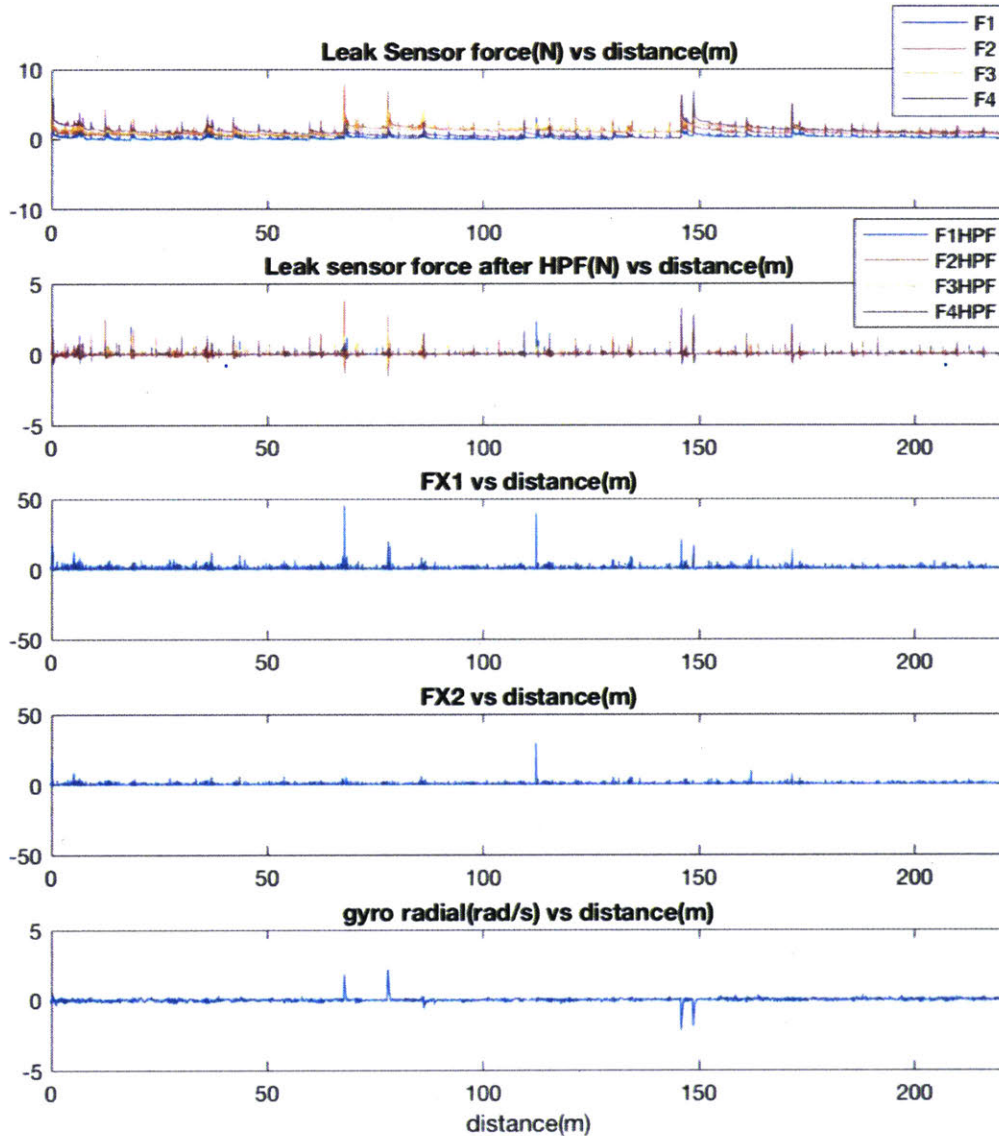 F1
F2
F3
F4
Leak Sensor force(N) vs distance(m)
10
0
-10
0 50 100 150 200
F1HPF
F2HPF
F3HPF
F4HPF
Leak sensor force after HPF(N) vs distance(m)
5
0
-5
0 50 100 150 200
FX1 vs distance(m)
50
0
-50
0 50 100 150 200
FX2 vs distance(m)
50
0
-50
0 50 100 150 200
gyro radial(rad/s) vs distance(m)
5
0
-5
0 50 100 150 200
distance(m)